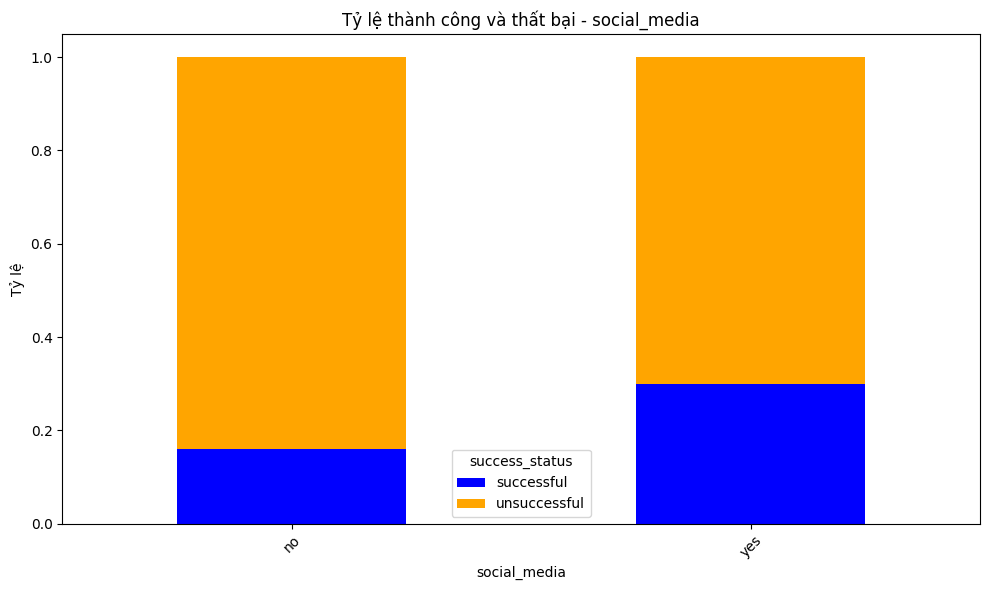 Tỷ lệ thành công và thất bại - social_media
Tỷ lệ
1.0
0.8
0.6
0.4
0.2
0.0
success_status
successful
unsuccessful
no
yes
social_media